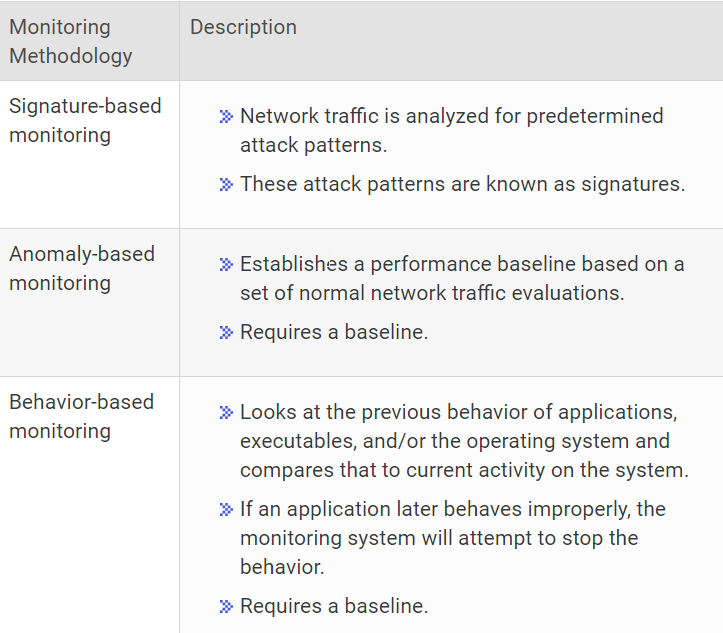 Monitoring
Methodology
Description
Signature-based
monitoring
Network traffic is analyzed for predetermined
attack patterns.
These attack patterns are known as signatures.
Anomaly-based
monitoring
Establishes a performance baseline based on a
set of normal network traffic evaluations.
Requires a baseline.
Behavior-based
monitoring
Looks at the previous behavior of applications,
executables, and/or the operating system and
compares that to current activity on the system.
If an application later behaves improperly, the
monitoring system will attempt to stop the
behavior.
Requires a baseline.